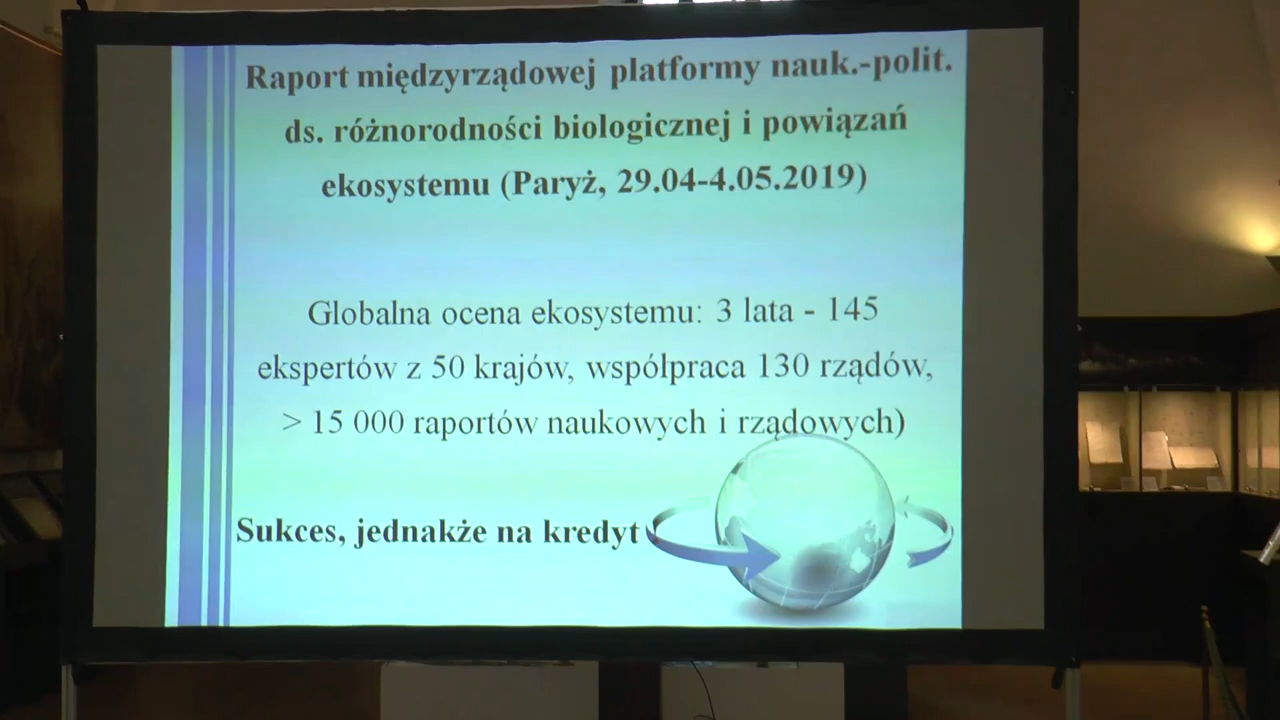 Raport międzyrządowej platformy nauk.-polit.
ds. różnorodności biologicznej i powiązań
ekosystemu (Paryż, 29.04-4.05.2019)
Globalna ocena ekosystemu: 3 lata - 145
ekspertów z 50 krajów, współpraca 130 rządów,
> 15 000 raportów naukowych i rządowych)
Sukces, jednakże na kredyt